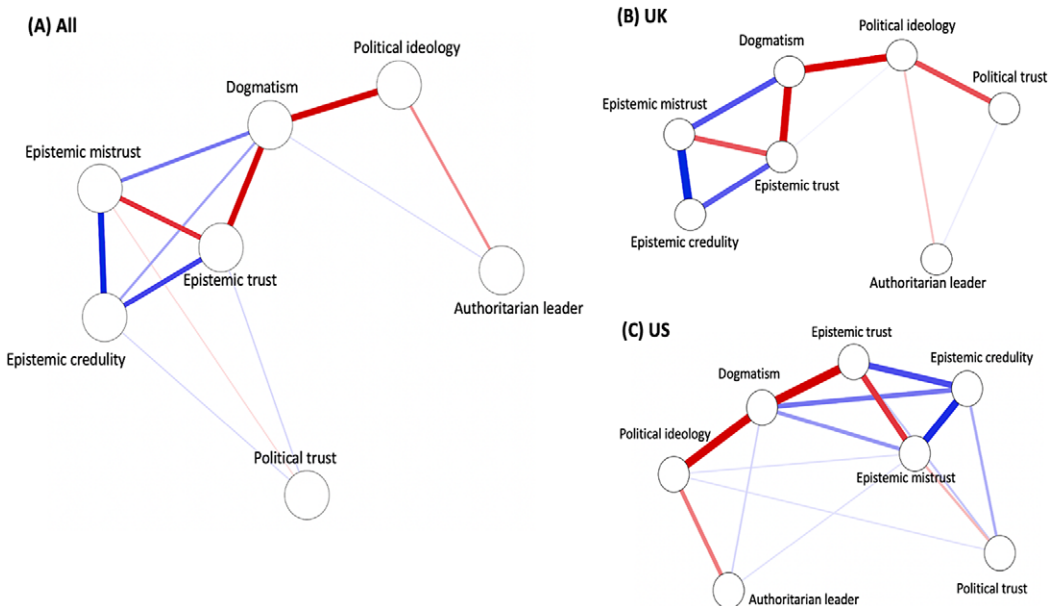 (A) All
Political ideology
Dogmatism
Epistemic mistrust
Epistemic trust
Authoritarian leader
Epistemic credulity
Political trust
(B) UK
Political ideology
Dogmatism
Political trust
Epistemic mistrust
Epistemic trust
Epistemic credulity
Authoritarian leader
(C) US
Epistemic trust
Epistemic credulity
Dogmatism
Political ideology
Epistemic mistrust
Political trust
Authoritarian leader